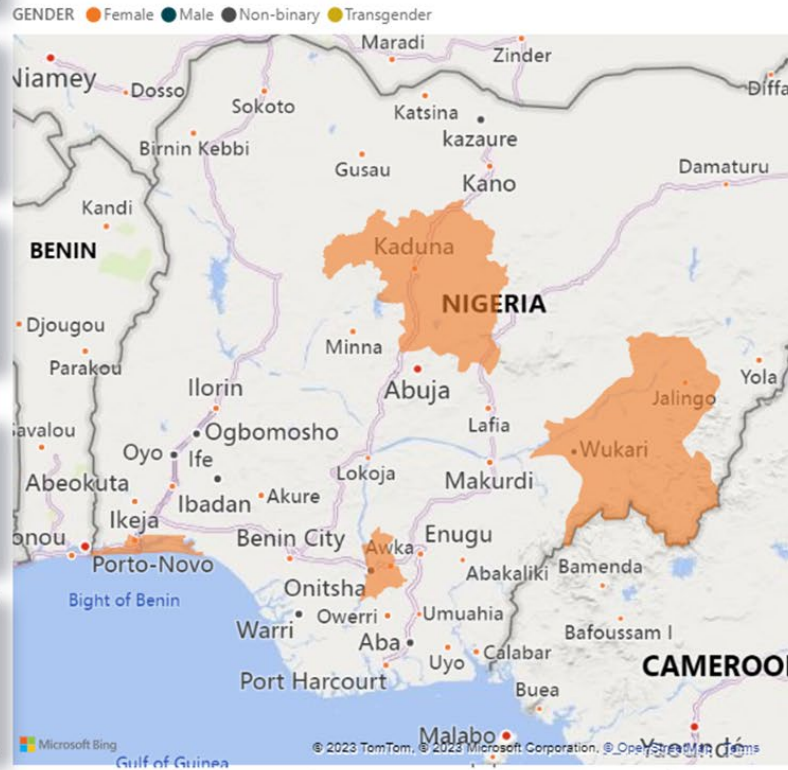 GENDER Female Male Non-binary Transgender
Maradi
Zinder
Niamey
Dosso
Diffa
Sokoto
Katsina
kazaure
Birnin Kebbi
Gusau
Damaturu
Kano
Kandi
Kaduna
BENIN
NIGERIA
Djougou
Minna
Parakou
Abuja
Yola
Ilorin
Jalingo
Savalou
Ogbomosho
Lafia
Oyo
Ife
Wukari
Lokoja
Makurdi
Abeokuta
Ibadan
Akure
Ikeja
onou
Benin City
Awka
Enugu
Porto-Novo
Abakaliki
Bamenda
Onitsha
Bight of Benin
Warri
Owerri
Umuahia
Bafoussam I
Aba
Uyo
Calabar
CAMEROO
Port Harcourt
Buea
Malabo
Yaoundé
Microsoft Bing
© 2023 TomTom, © 2023 Microsoft Corporation, © OpenStreetMap Terms
Gulf of Guinea